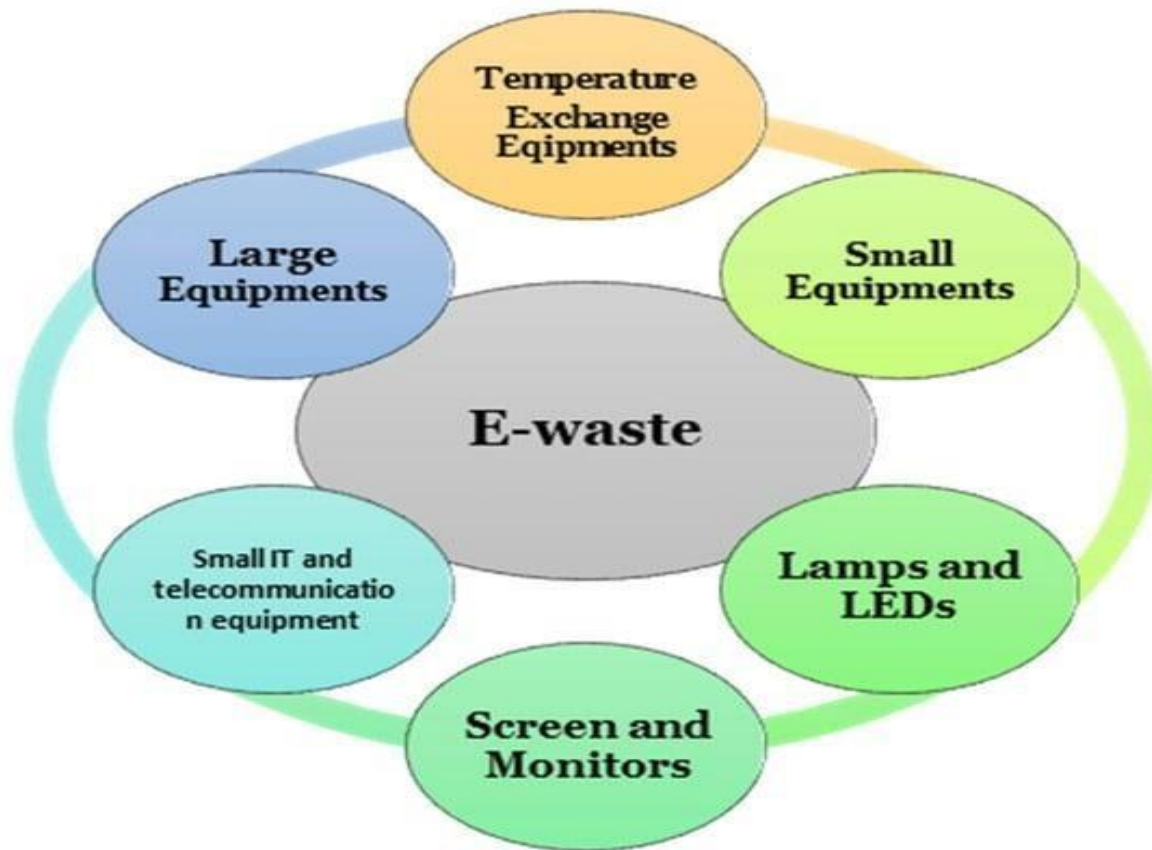 Temperature
Exchange
Eqipments
Large
Equipments
Small
Equipments
E-waste
Small IT and
telecommunicatio
n equipment
Lamps and
LEDs
Screen and
Monitors